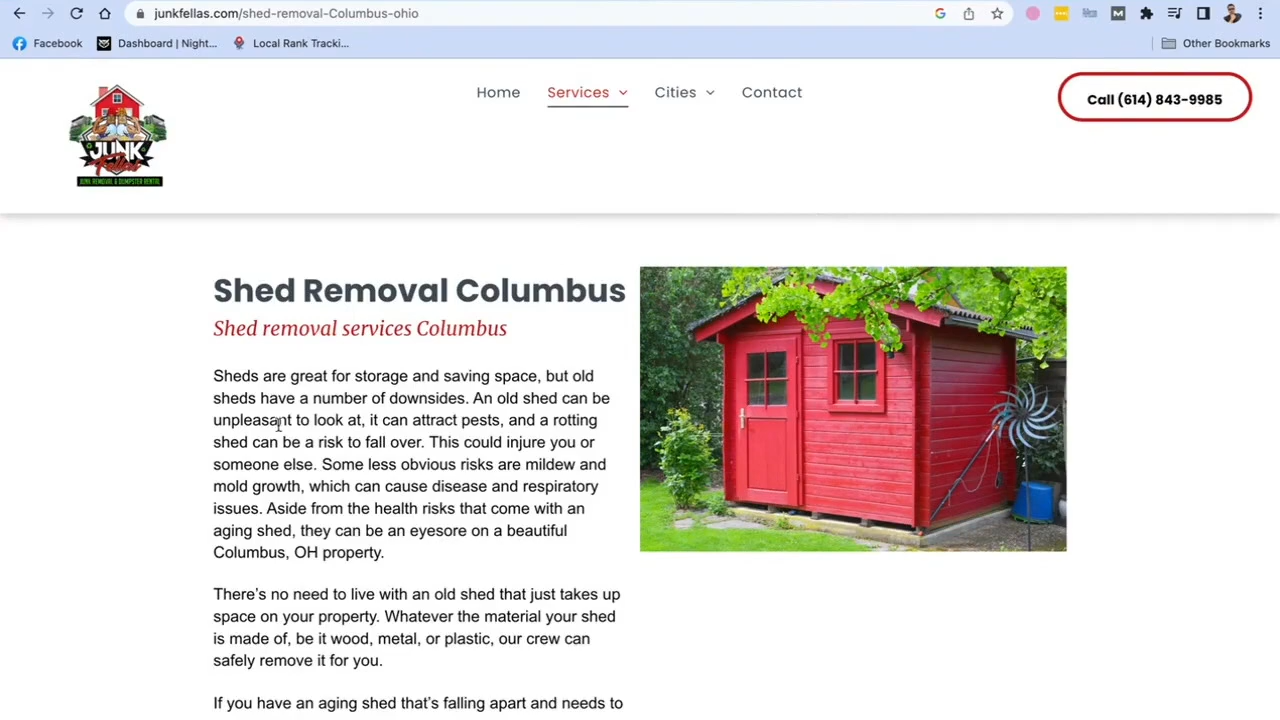 junkfellas.com/shed-removal-Columbus-ohio
Facebook
Dashboard | Night...
Local Rank Tracki...
Other Bookmarks
Home
Services
Cities
Contact
Call (614) 843-9985
JUNK
Fellas
JUNK REMOVAL & DUMPSTER RENTAL
Shed Removal Columbus
Shed removal services Columbus
Sheds are great for storage and saving space, but old
sheds have a number of downsides. An old shed can be
unpleasant to look at, it can attract pests, and a rotting
shed can be a risk to fall over. This could injure you or
someone else. Some less obvious risks are mildew and
mold growth, which can cause disease and respiratory
issues. Aside from the health risks that come with an
aging shed, they can be an eyesore on a beautiful
Columbus, OH property.
There's no need to live with an old shed that just takes up
space on your property. Whatever the material your shed
is made of, be it wood, metal, or plastic, our crew can
safely remove it for you.
If you have an aging shed that's falling apart and needs to